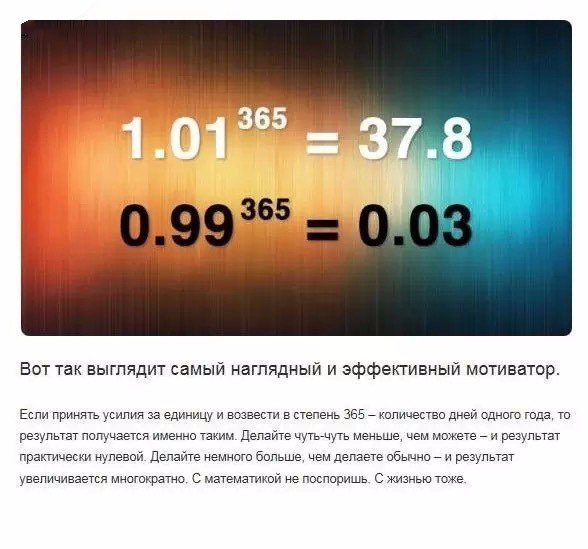 1.01^365 = 37.8
0.99^365 = 0.03
Вот так выглядит самый наглядный и эффективный мотиватор.
Если принять усилия за единицу и возвести в степень 365 – количество дней одного года, то
результат получается именно таким. Делайте чуть-чуть меньше, чем можете – и результат
практически нулевой. Делайте немного больше, чем делаете обычно – и результат
увеличивается многократно. С математикой не поспоришь. С жизнью тоже.